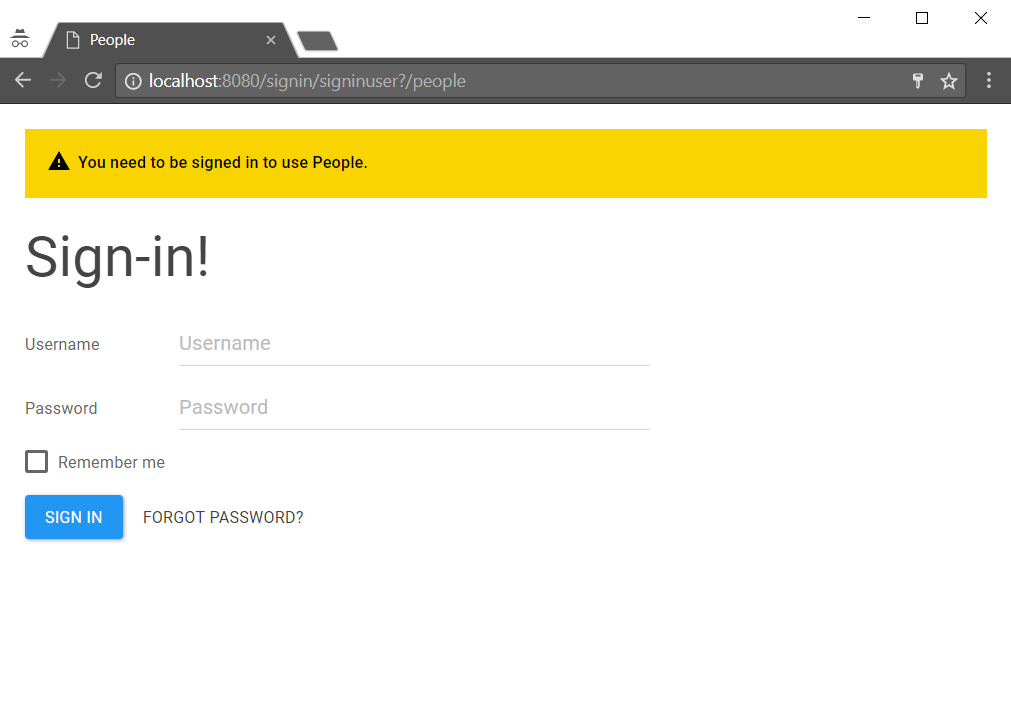 People
localhost:8080/signin/signinuser?/people
You need to be signed in to use People.
Sign-in!
Username Username
Password Password
Remember me
SIGN IN FORGOT PASSWORD?